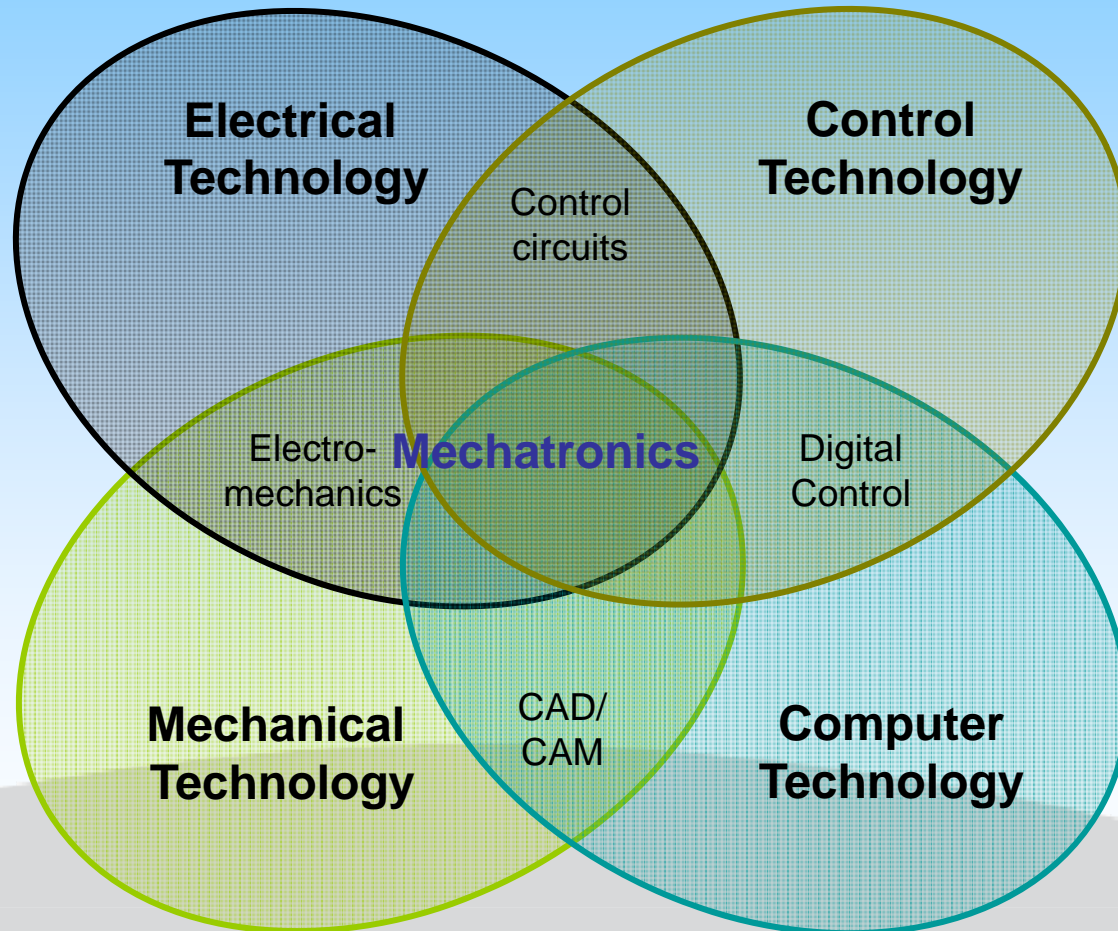 Electrical
Technology
Control
Technology
Control
circuits
Electro-
mechanics
Mechatronics
Digital
Control
Mechanical
Technology
CAD/
CAM
Computer
Technology